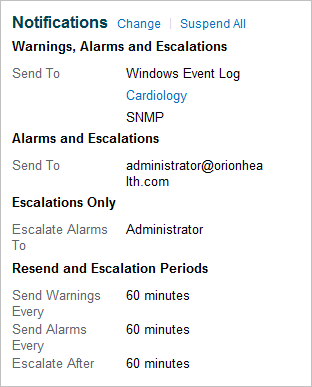 Notifications Change Suspend All
Warnings, Alarms and Escalations
Send To Windows Event Log
Cardiology
SNMP
Alarms and Escalations
Send To administrator@orionhea
lth.com
Escalations Only
Escalate Alarms Administrator
To
Resend and Escalation Periods
Send Warnings 60 minutes
Every
Send Alarms 60 minutes
Every
Escalate After 60 minutes